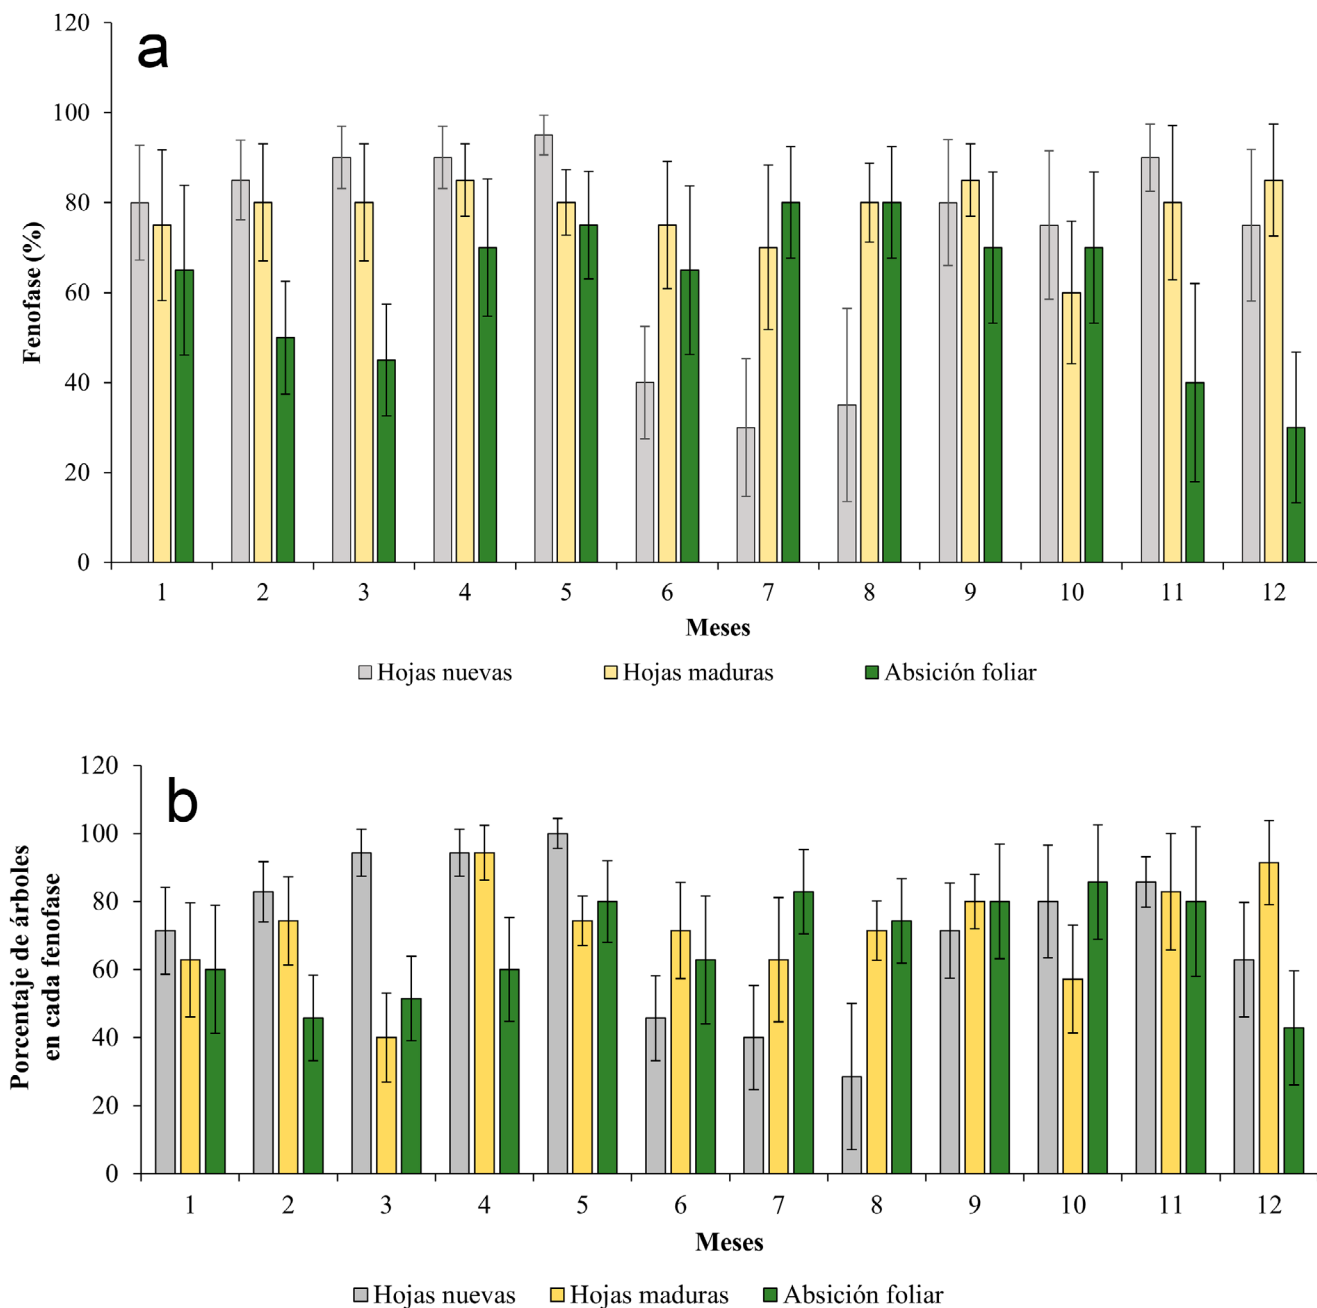 a
Fenofase (%)
120
100
80
60
40
20
0
1 2 3 4 5 6 7 8 9 10 11 12
Meses
Hojas nuevas Hojas maduras Absición foliar
b
Porcentaje de árboles
en cada fenofase
120
100
80
60
40
20
0
1 2 3 4 5 6 7 8 9 10 11 12
Meses
Hojas nuevas Hojas maduras Absición foliar